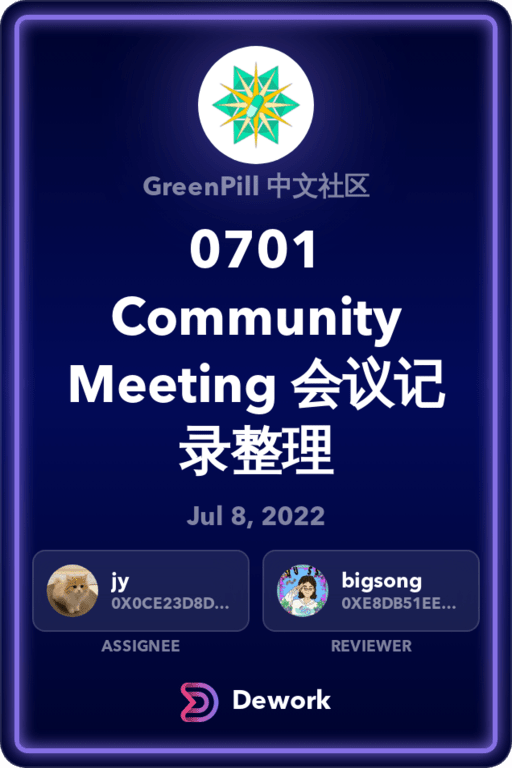 GreenPill 中文社区
0701
Community
Meeting 会议记
录整理
Jul 8, 2022
jy
0X0CE23D8D...
ASSIGNEE
bigsong
0XE8DB51EE...
REVIEWER
Dework